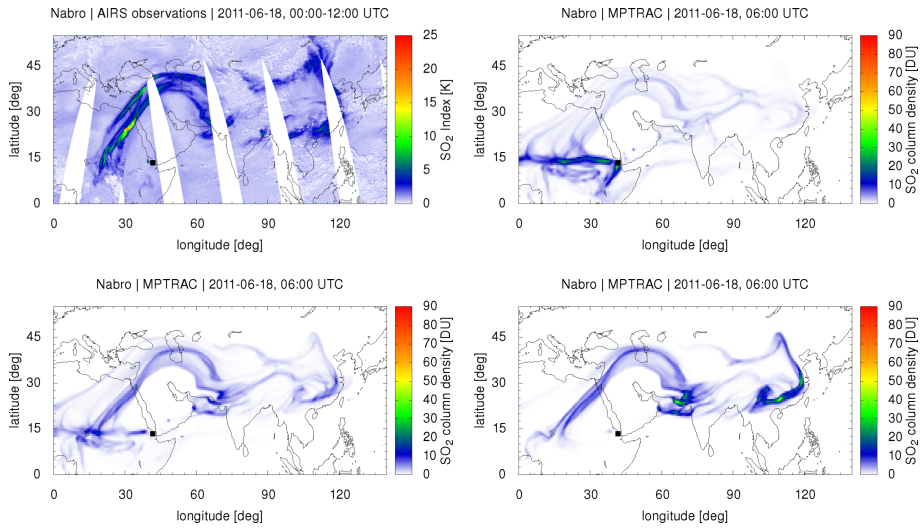 Nabro | AIRS observations | 2011-06-18, 00:00-12:00 UTC
45
30
15
0
latitude [deg]
0 30 60 90 120
longitude [deg]
25
20
15
10
5
0
SO2 Index [K]
Nabro | MPTRAC | 2011-06-18, 06:00 UTC
45
30
15
0
latitude [deg]
0 30 60 90 120
longitude [deg]
90
80
70
60
50
40
30
20
10
0
SO2 column density [DU]
Nabro | MPTRAC | 2011-06-18, 06:00 UTC
45
30
15
0
latitude [deg]
0 30 60 90 120
longitude [deg]
90
80
70
60
50
40
30
20
10
0
SO2 column density [DU]
Nabro | MPTRAC | 2011-06-18, 06:00 UTC
45
30
15
0
latitude [deg]
0 30 60 90 120
longitude [deg]
90
80
70
60
50
40
30
20
10
0
SO2 column density [DU]